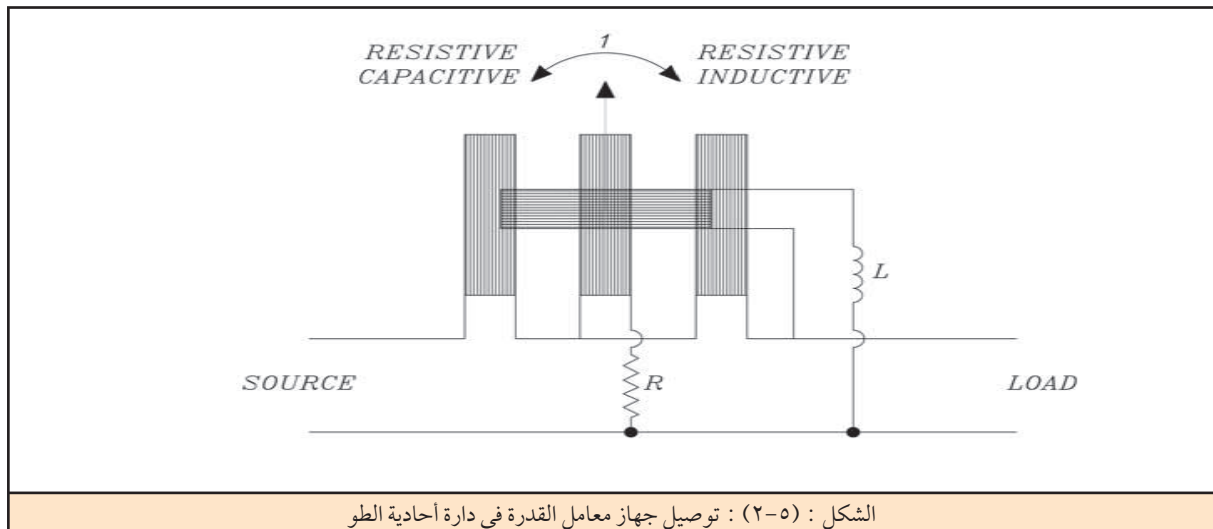 1
RESISTIVE RESISTIVE
CAPACITIVE INDUCTIVE
L
SOURCE R LOAD
الشكل : (٥-٢) : توصيل جهاز معامل القدرة في دارة أحادية الطو